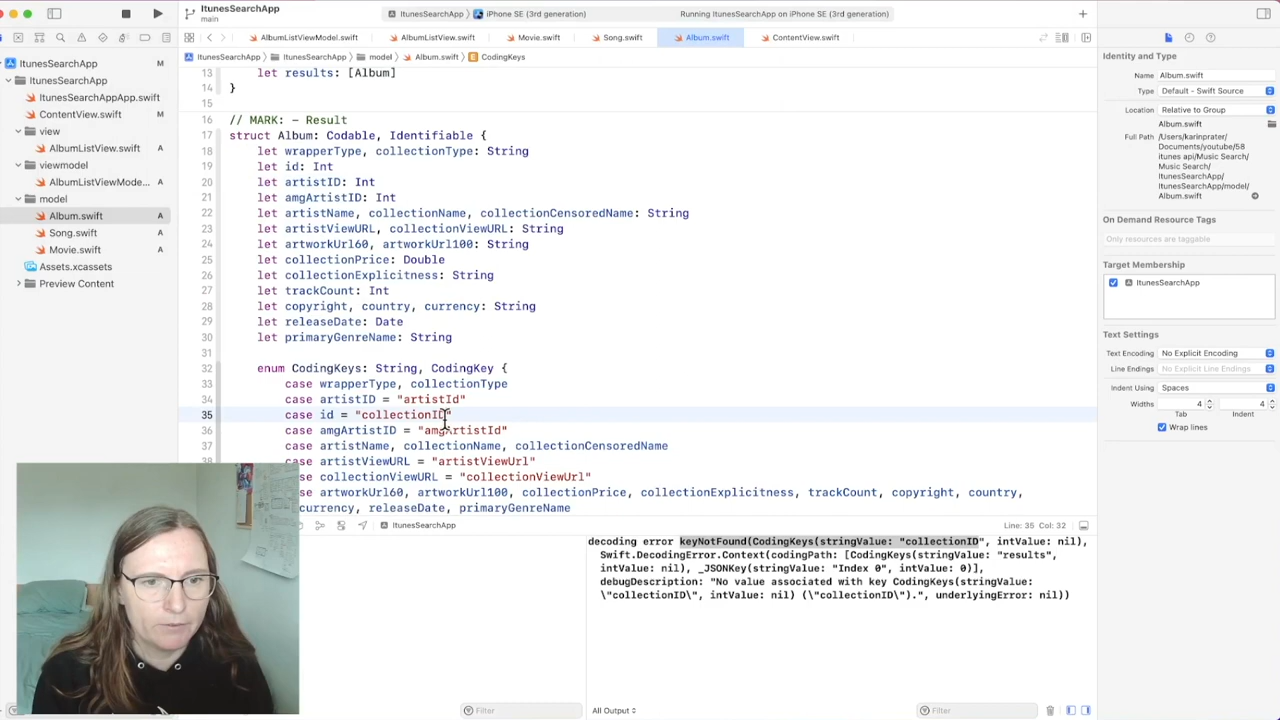 ItunesSearchApp
main
ItunesSearchApp
iPhone SE (3rd generation)
Running ItunesSearchApp on iPhone SE (3rd generation)
AlbumListViewModel.swift
AlbumListView.swift
Movie.swift
Song.swift
Album.swift
ContentView.swift
ItunesSearchApp
ItunesSearchApp
model
Album.swift
CodingKeys
ItunesSearchApp M
ItunesSearchApp
ItunesSearchAppApp.swift
ContentView.swift M
view
AlbumListView.swift A
viewmodel
AlbumListViewMode... A
model
Album.swift A
Song.swift A
Movie.swift A
Assets.xcassets
Preview Content
13 let results: [Album]
14 }
15
16 // MARK: - Result
17 struct Album: Codable, Identifiable {
18 let wrapperType, collectionType: String
19 let id: Int
20 let artistID: Int
21 let amgArtistID: Int
22 let artistName, collectionName, collectionCensoredName: String
23 let artistViewURL, collectionViewURL: String
24 let artworkUrl60, artworkUrl100: String
25 let collectionPrice: Double
26 let collectionExplicitness: String
27 let trackCount: Int
28 let copyright, country, currency: String
29 let releaseDate: Date
30 let primaryGenreName: String
31
32 enum CodingKeys: String, CodingKey {
33 case wrapperType, collectionType
34 case artistID = "artistId"
35 case id = "collectionID"
36 case amgArtistID = "amgArtistId"
37 case artistName, collectionName, collectionCensoredName
38 case artistViewURL = "artistViewUrl"
case collectionViewURL = "collectionViewUrl"
case artworkUrl60, artworkUrl100, collectionPrice, collectionExplicitness, trackCount, copyright, country,
currency, releaseDate, primaryGenreName
ItunesSearchApp
Line: 35 Col: 32
decoding error keyNotFound(CodingKeys(stringValue: "collectionID", intValue: nil),
Swift.DecodingError.Context(codingPath: [CodingKeys(stringValue: "results",
intValue: nil), _JSONKey(stringValue: "Index 0", intValue: 0)],
debugDescription: "No value associated with key CodingKeys(stringValue:
\"collectionID\", intValue: nil) (\"collectionID\").", underlyingError: nil))
Filter
All Output
Filter
Identity and Type
Name Album.swift
Type Default - Swift Source
Location Relative to Group
Album.swift
Full Path /Users/karinprater/
Documents/youtube/58
itunes api/Music Search/
Music Search/
ItunesSearchApp/
ItunesSearchApp/model/
Album.swift
On Demand Resource Tags
Only resources are taggable
Target Membership
ItunesSearchApp
Text Settings
Text Encoding No Explicit Encoding
Line Endings No Explicit Line Endings
Indent Using Spaces
Widths 4 4
Tab Indent
Wrap lines